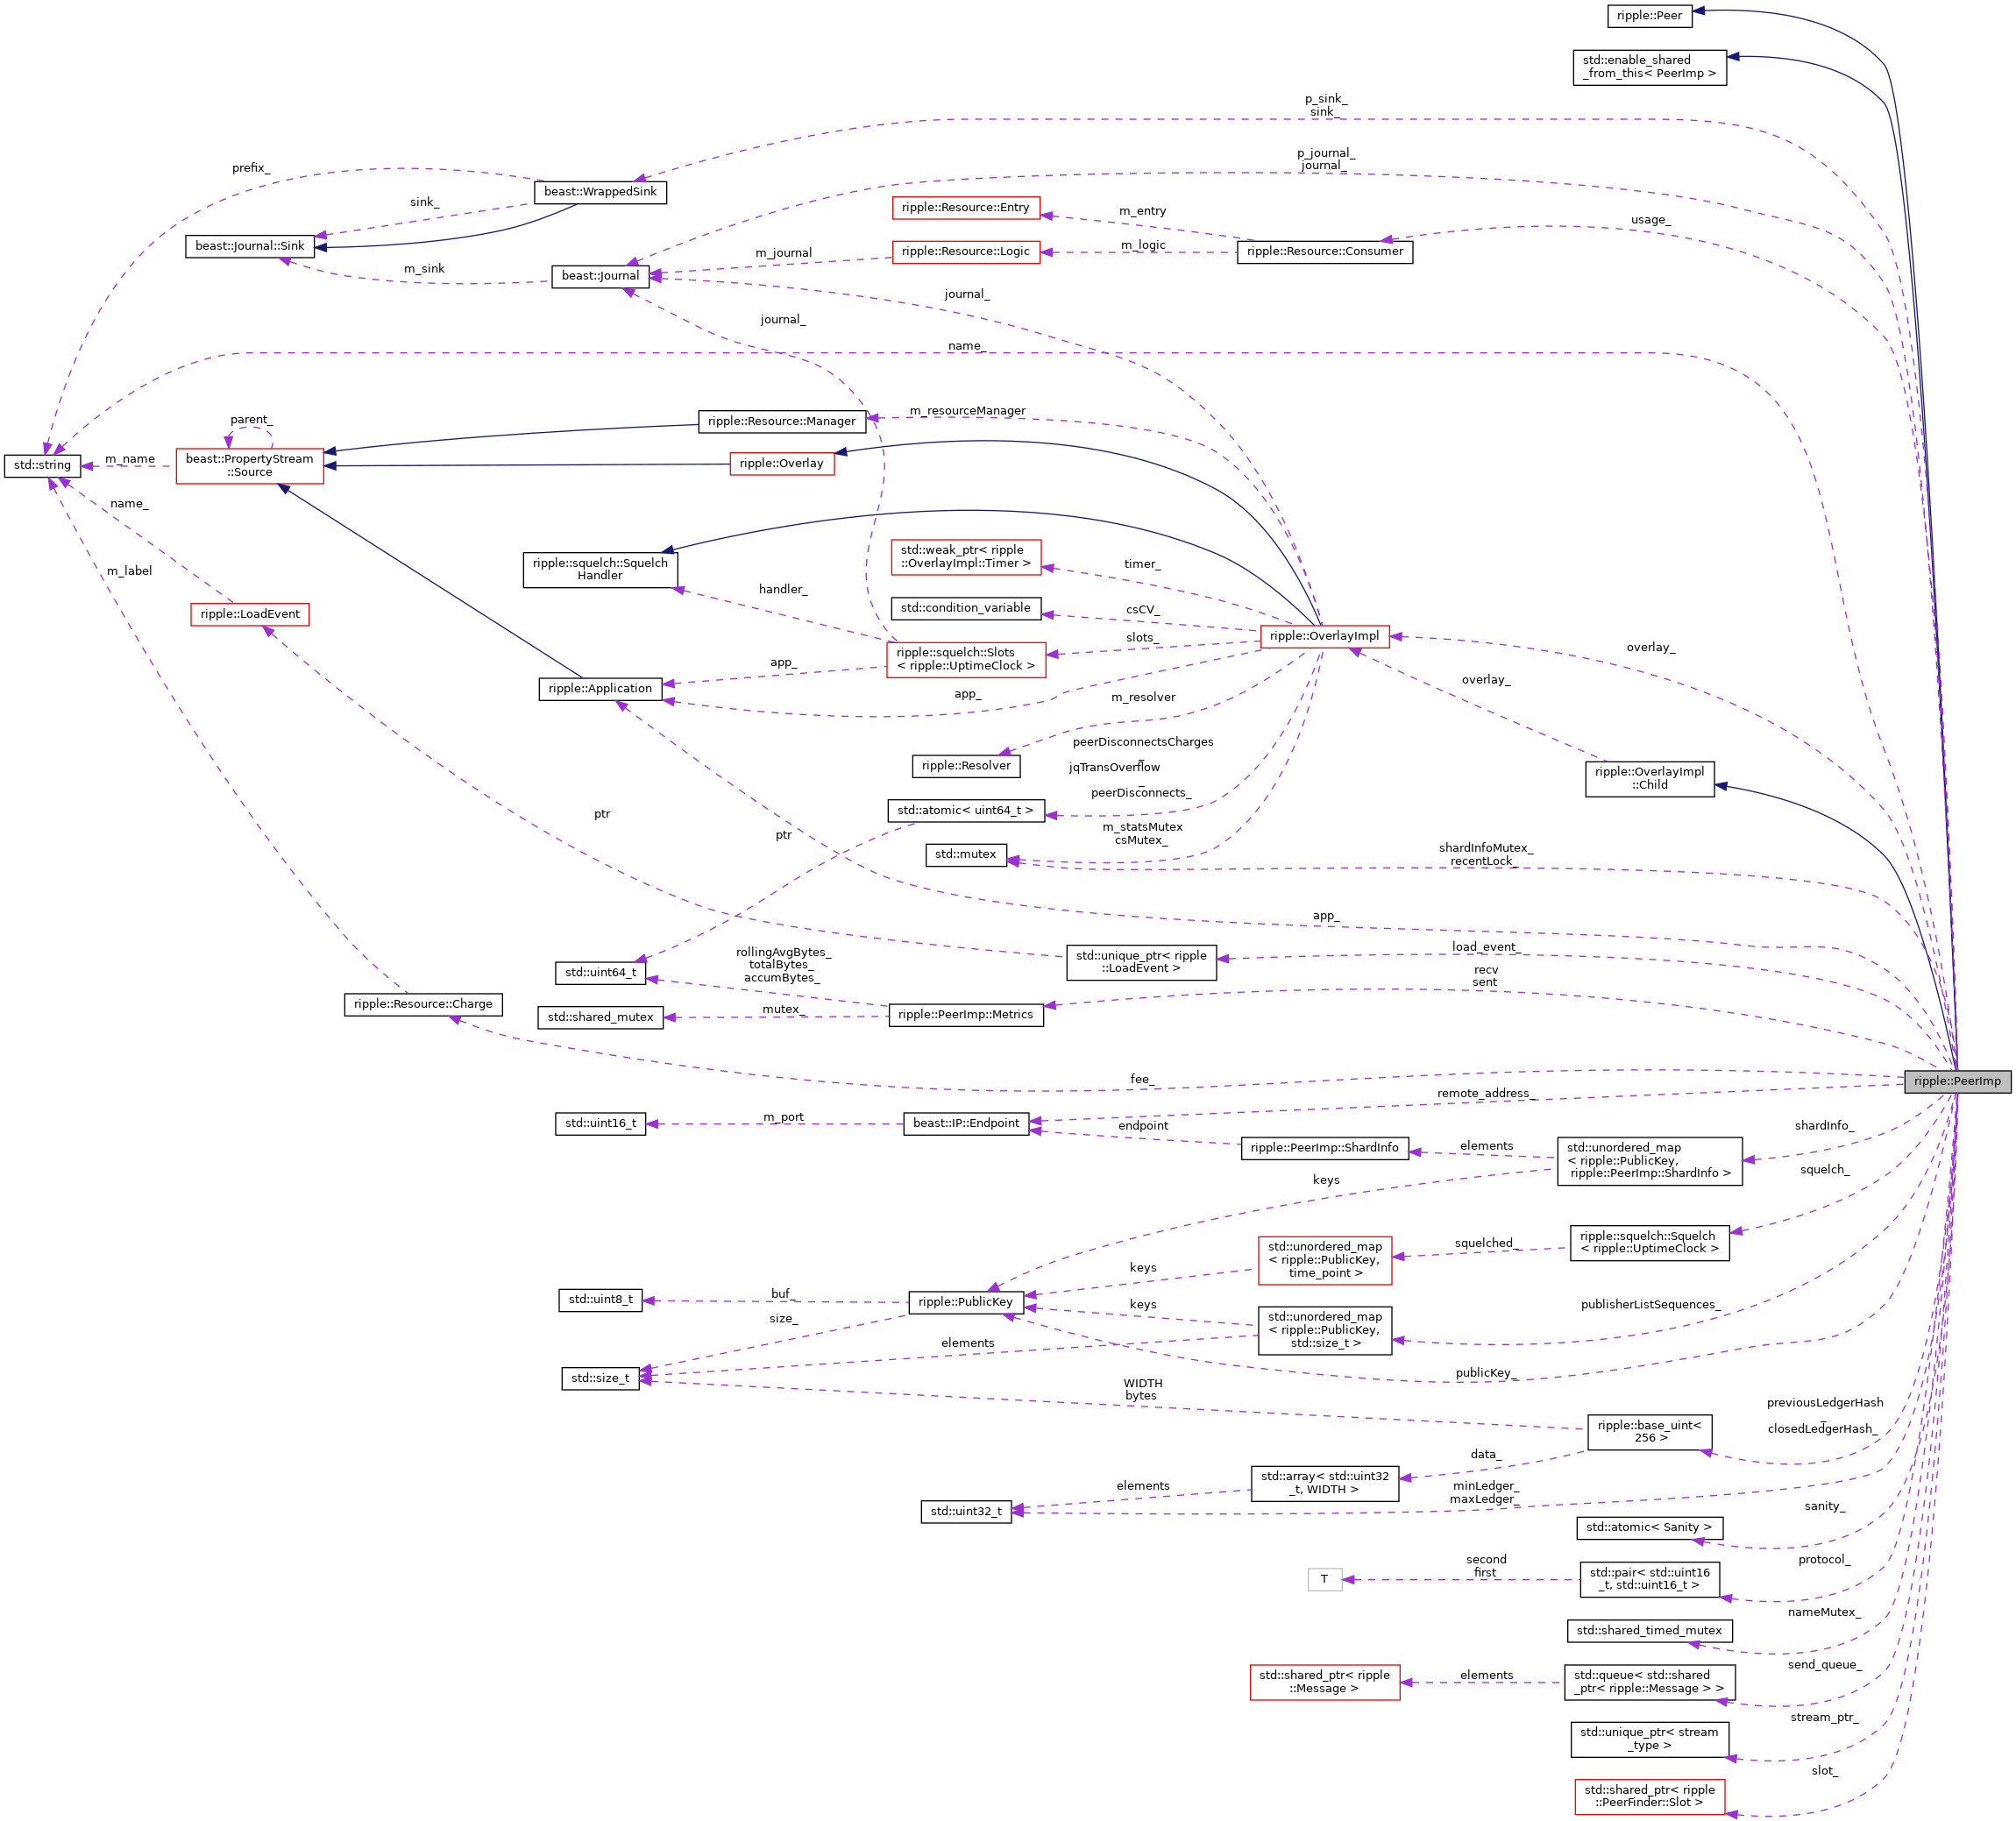 ripple::Peer
std::enable_shared
_from_this< PeerImp >
p_sink_
sink_
p_journal_
journal_
prefix_
beast::WrappedSink
sink_
ripple::Resource::Entry
m_entry
usage_
beast::Journal::Sink
ripple::Resource::Logic
m_logic
ripple::Resource::Consumer
m_journal
m_sink
beast::Journal
journal_
journal_
name_
m_resourceManager
ripple::Resource::Manager
parent_
std::string
m_name
beast::PropertyStream
::Source
ripple::Overlay
name_
ripple::squelch::Squelch
Handler
std::weak_ptr< ripple
::OverlayImpl::Timer >
timer_
m_label
handler_
std::condition_variable
csCV_
ripple::LoadEvent
slots_
ripple::OverlayImpl
overlay_
ripple::squelch::Slots
< ripple::UptimeClock >
app_
ripple::Application
app_
m_resolver
overlay_
ripple::Resolver
peerDisconnectsCharges
_
jqTransOverflow
_
peerDisconnects_
ripple::OverlayImpl
::Child
ptr
ptr
std::atomic< uint64_t >
m_statsMutex
csMutex_
std::mutex
shardInfoMutex_
recentLock_
app_
rollingAvgBytes_
totalBytes_
accumBytes_
std::unique_ptr< ripple
::LoadEvent >
load_event_
std::uint64_t
recv
sent
ripple::Resource::Charge
std::shared_mutex
mutex_
ripple::PeerImp::Metrics
fee_
ripple::PeerImp
remote_address_
std::uint16_t
m_port
beast::IP::Endpoint
endpoint
ripple::PeerImp::ShardInfo
elements
std::unordered_map
< ripple::PublicKey,
ripple::PeerImp::ShardInfo >
shardInfo_
squelch_
keys
std::unordered_map
< ripple::PublicKey,
time_point >
squelched_
ripple::squelch::Squelch
< ripple::UptimeClock >
keys
std::uint8_t
buf_
ripple::PublicKey
size_
keys
std::unordered_map
< ripple::PublicKey,
std::size_t >
publisherListSequences_
elements
std::size_t
publicKey_
WIDTH
bytes
ripple::base_uint<
256 >
previousLedgerHash
_
closedLedgerHash_
data_
std::array< std::uint32
_t, WIDTH >
elements
std::uint32_t
minLedger_
maxLedger_
std::atomic< Sanity >
sanity_
T
second
first
std::pair< std::uint16
_t, std::uint16_t >
protocol_
std::shared_timed_mutex
nameMutex_
std::shared_ptr< ripple
::Message >
elements
std::queue< std::shared
_ptr< ripple::Message > >
send_queue_
std::unique_ptr< stream
_type >
stream_ptr_
std::shared_ptr< ripple
::PeerFinder::Slot >
slot_